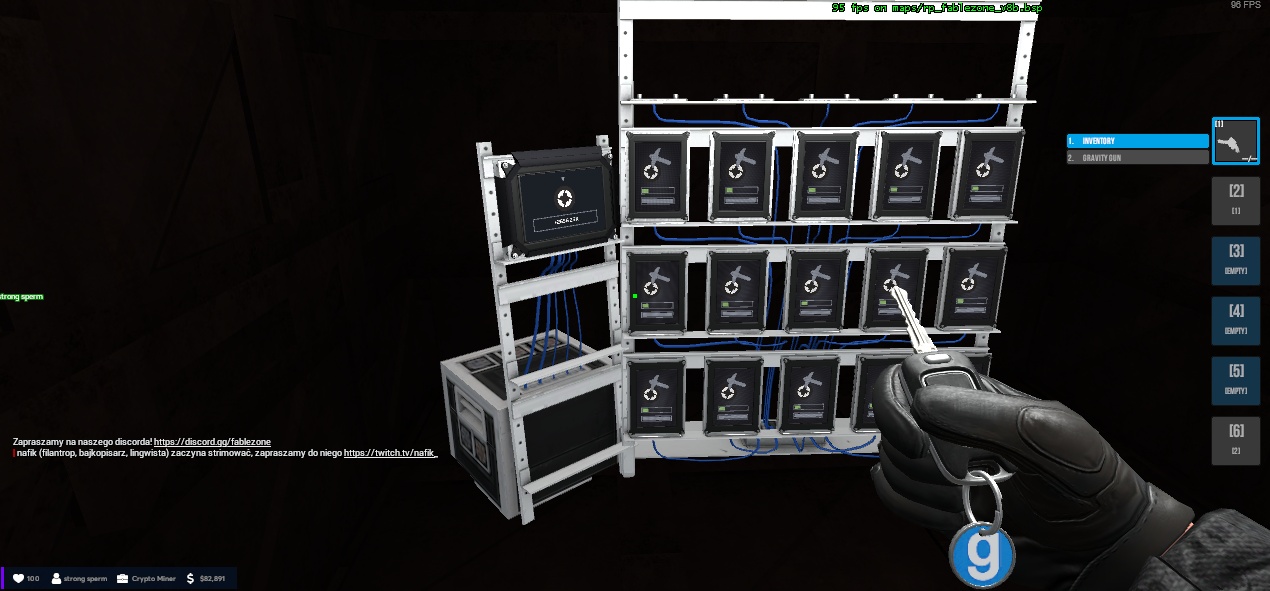 95 fps on maps/rp_fablezone_v8b.bsp
96 FPS
[1]
1. INVENTORY
2. GRAVITY GUN
--/--
[2]
[1]
[3]
[EMPTY]
[4]
[EMPTY]
[5]
[EMPTY]
[6]
[2]
strong sperm
Zapraszamy na naszego discorda! https://discord.gg/fablezone
nafik (filantrop, bajkopisarz, lingwista) zaczyna strimować, zapraszamy do niego https://twitch.tv/nafik_
g
100 strong sperm Crypto Miner $ $82,891